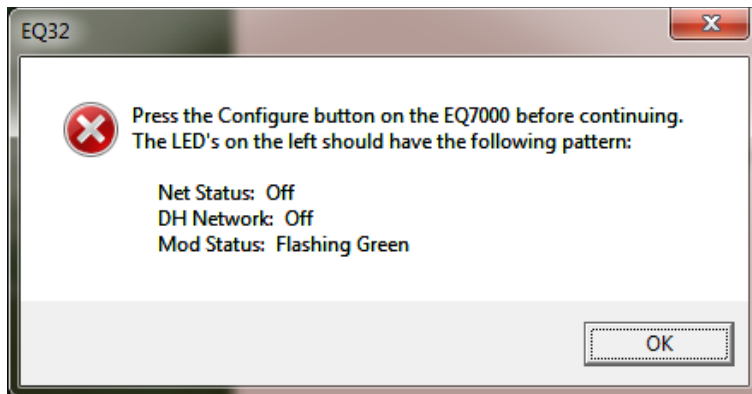 EQ32
Press the Configure button on the EQ7000 before continuing.
The LED's on the left should have the following pattern:
Net Status:  Off
DH Network:  Off
Mod Status:  Flashing Green
OK